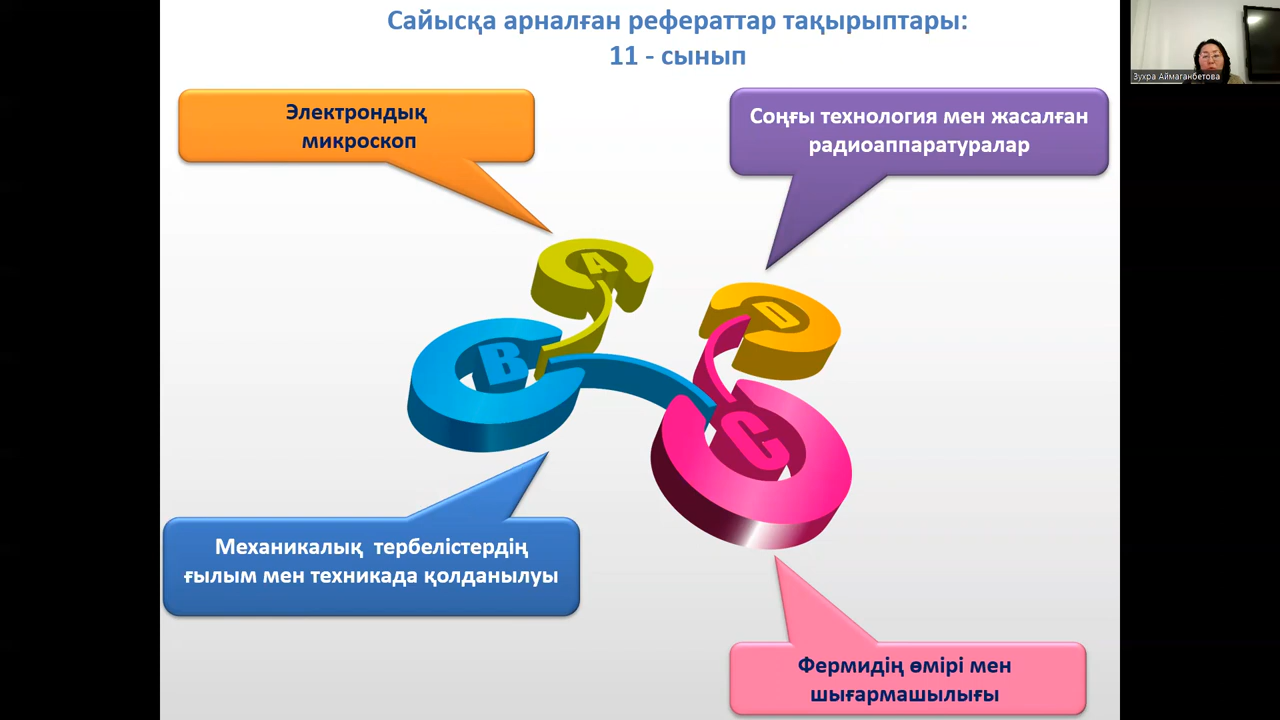 Сайысқа арналған рефераттар тақырыптары:
11 - сынып
Электрондық
микроскоп
Соңғы технология мен жасалған
радиоаппаратуралар
A
B
C
D
Механикалық тербелістердің
ғылым мен техникада қолданылуы
Фермидің өмірі мен
шығармашылығы
Зухра Аймаганбетова